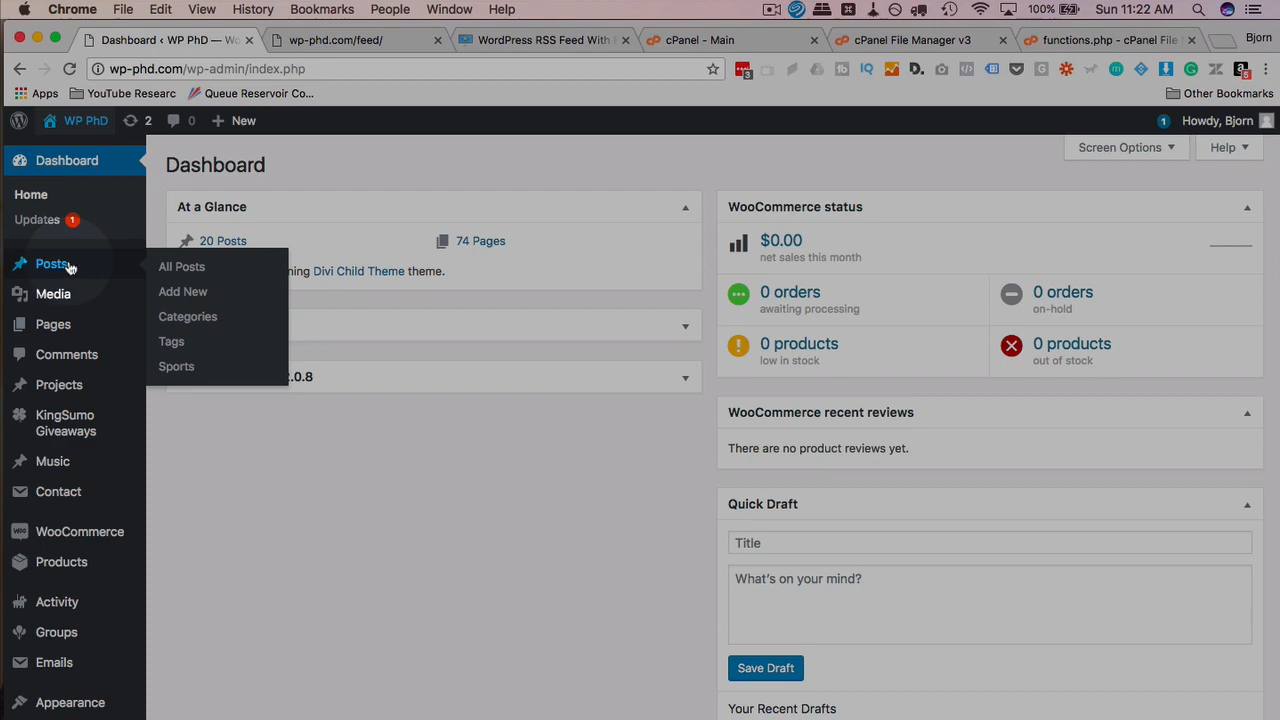 Chrome File Edit View History Bookmarks People Window Help 100% Sun 11:22 AM
Dashboard ‹ WP PhD — Wo wp-phd.com/feed/ WordPress RSS Feed With F cPanel - Main cPanel File Manager v3 functions.php - cPanel File Bjorn
wp-phd.com/wp-admin/index.php
Apps YouTube Researc Queue Reservoir Co... Other Bookmarks
WP PhD 2 0 New 1 Howdy, Bjorn
Screen Options Help
Dashboard
Home
Updates 1
Posts
Media
Pages
Comments
Projects
KingSumo
Giveaways
Music
Contact
WooCommerce
Products
Activity
Groups
Emails
Appearance
All Posts
Add New
Categories
Tags
Sports
Dashboard
At a Glance
20 Posts 74 Pages
ning Divi Child Theme theme.
.0.8
WooCommerce status
$0.00
net sales this month
0 orders
awaiting processing
0 orders
on-hold
0 products
low in stock
0 products
out of stock
WooCommerce recent reviews
There are no product reviews yet.
Quick Draft
Title
What's on your mind?
Save Draft
Your Recent Drafts